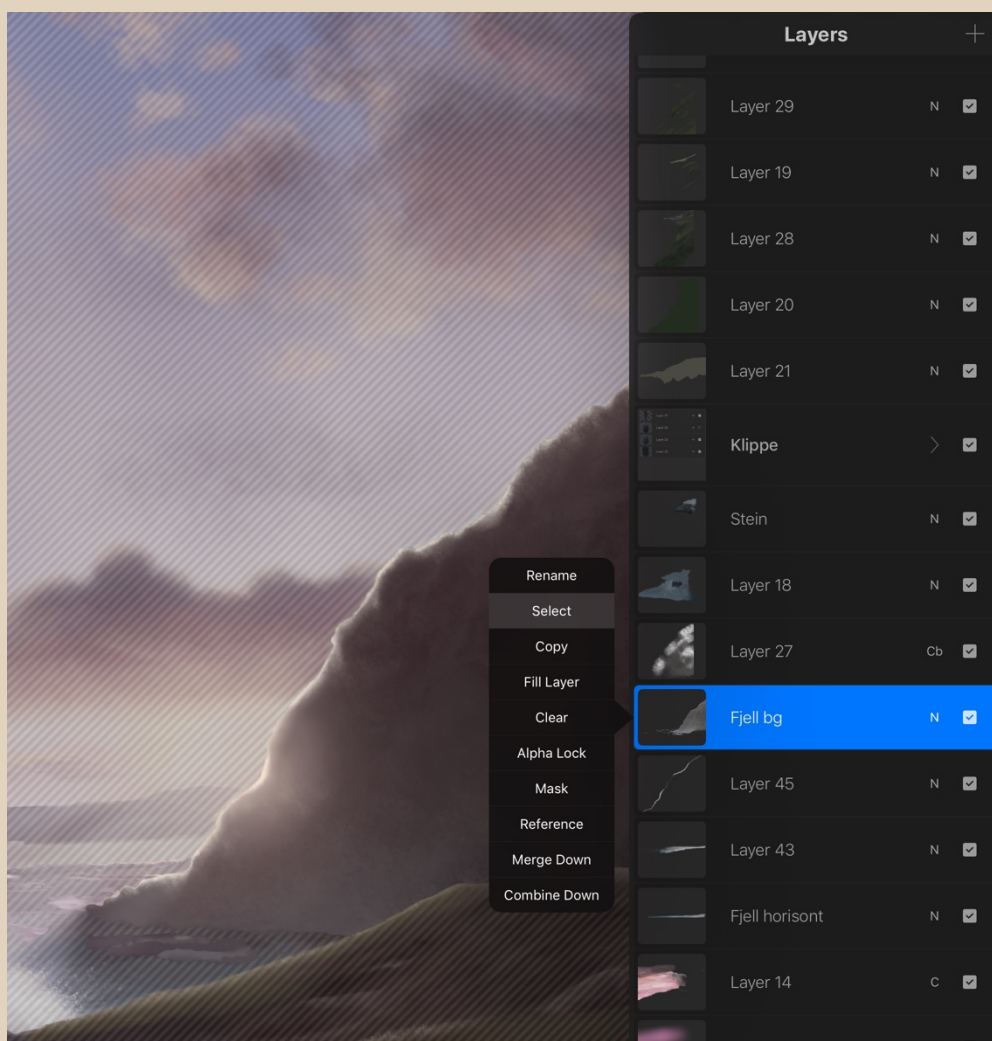 Layers
Layer 29 N
Layer 19 N
Layer 28 N
Layer 20 N
Layer 21 N
Klippe
Stein N
Layer 18 N
Layer 27 Cb
Fjell bg N
Layer 45 N
Layer 43 N
Fjell horisont N
Layer 14 C
Rename
Select
Copy
Fill Layer
Clear
Alpha Lock
Mask
Reference
Merge Down
Combine Down